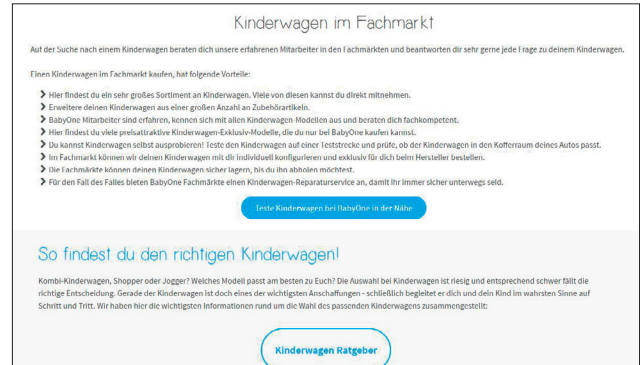 Kinderwagen im Fachmarkt
Auf der Suche nach einem Kinderwagen beraten dich unsere erfahrenen Mitarbeiter in den Fachmärkten und beantworten dir sehr gerne jede Frage zu deinem Kinderwagen.
Einen Kinderwagen im Fachmarkt kaufen, hat folgende Vorteile:
Hier findest du ein sehr großes Sortiment an Kinderwagen. Viele von diesen kannst du direkt mitnehmen.
Erweitere deinen Kinderwagen aus einer großen Anzahl an Zubehörartikeln.
BabyOne Mitarbeiter sind erfahren, kennen sich mit allen Kinderwagen-Modellen aus und beraten dich fachkompetent.
Hier findest du viele preisattraktive Kinderwagen-Exklusiv-Modelle, die du nur bei BabyOne kaufen kannst.
Du kannst Kinderwagen selbst ausprobieren! Teste den Kinderwagen auf einer Teststrecke und prüfe, ob der Kinderwagen in den Kofferraum deines Autos passt.
Im Fachmarkt können wir deinen Kinderwagen mit dir individuell konfigurieren und exklusiv für dich beim Hersteller bestellen.
Die Fachmärkte können deinen Kinderwagen sicher lagern, bis du ihn abholen möchtest.
Für den Fall des Falles bieten BabyOne Fachmärkte einen Kinderwagen-Reparaturservice an, damit ihr immer sicher unterwegs seid.
Teste Kinderwagen bei BabyOne in der Nähe
So findest du den richtigen Kinderwagen!
Kombi-Kinderwagen, Shopper oder Jogger? Welches Modell passt am besten zu Euch? Die Auswahl bei Kinderwagen ist riesig und entsprechend schwer fällt die
richtige Entscheidung. Gerade der Kinderwagen ist doch eines der wichtigsten Anschaffungen - schließlich begleitet er dich und dein Kind im wahrsten Sinne auf
Schritt und Tritt. Wir haben hier die wichtigsten Informationen rund um die Wahl des passenden Kinderwagens zusammengestellt:
Kinderwagen Ratgeber